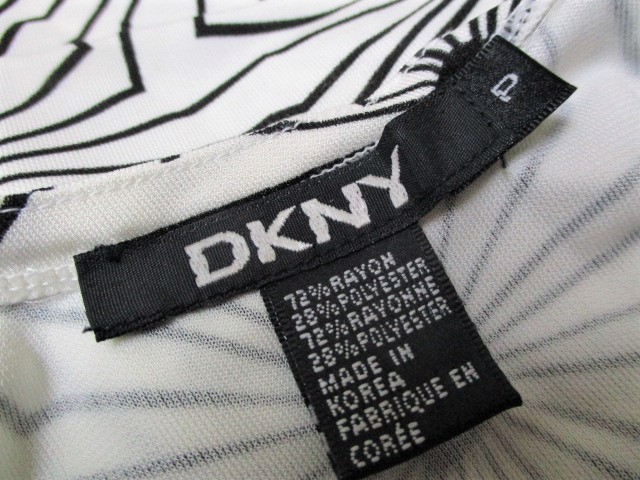 DKNY
P
72% RAYON
28% POLYESTER
72% RAYONNE
28% POLYESTER
MADE IN
KOREA
FABRIQUE EN
CORÉE